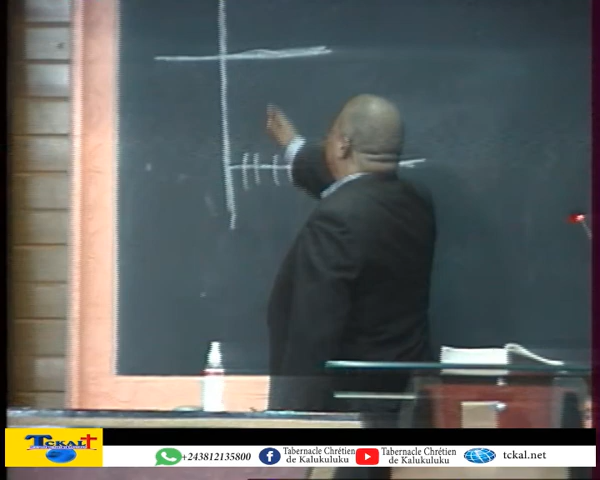 TCKAL
+243812135800
Tabernacle Chrétien
de Kalukuluku
Tabernacle Chrétien
de Kalukuluku
tckal.net